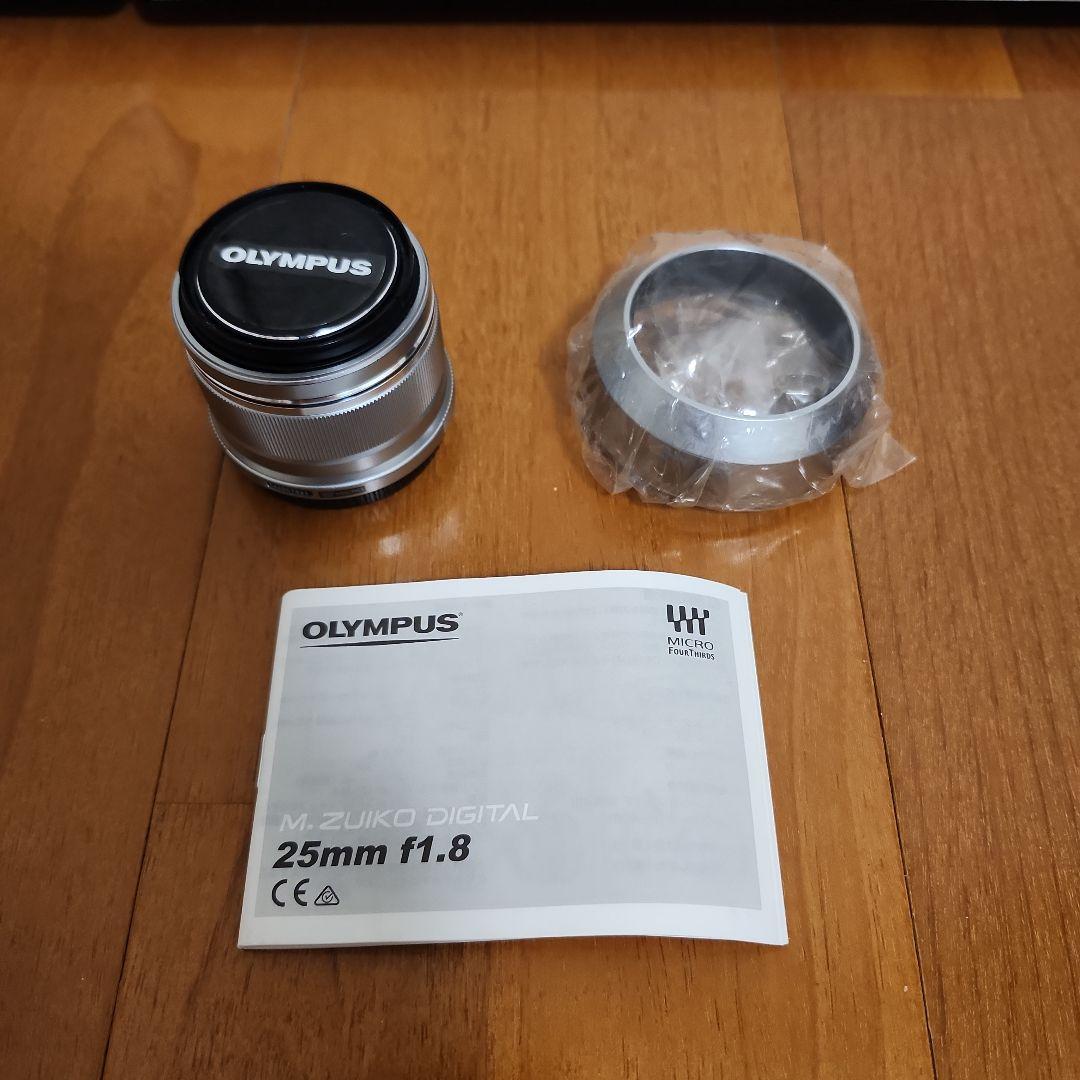 OLYMPUS
OLYMPUS
MICRO
FOURTHIRDS
M.ZUIKO DIGITAL
25mm f1.8
CE